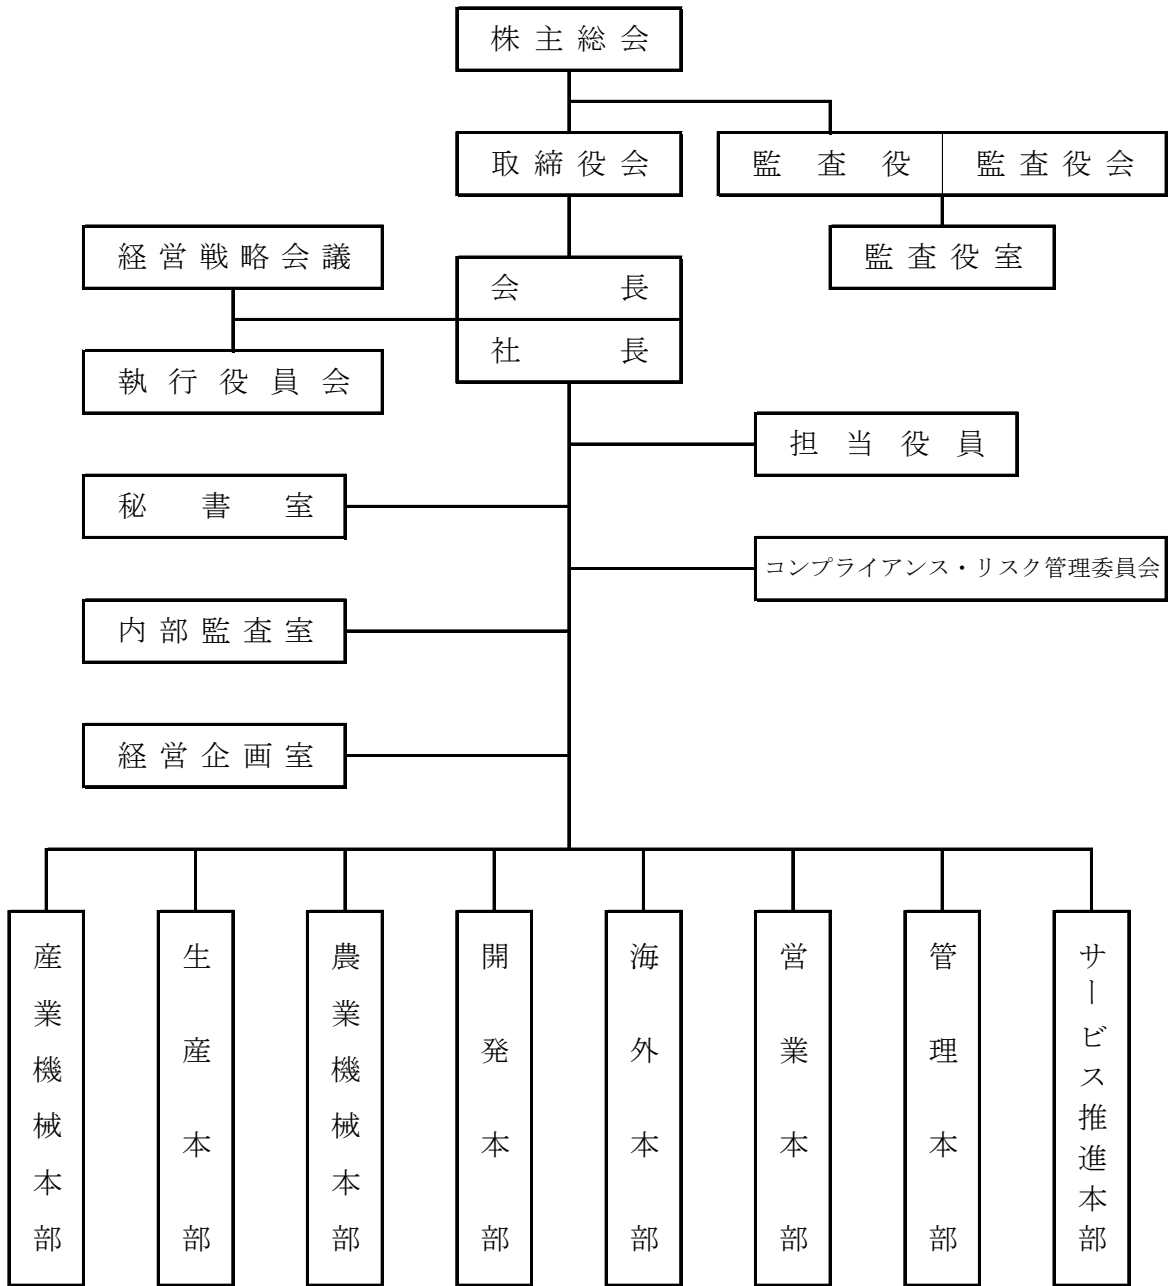 株主総会
取締役会
監査役
監査役会
経営戦略会議
監査役室
会長
社長
執行役員会
担当役員
秘書室
コンプライアンス・リスク管理委員会
内部監査室
経営企画室
産業機械本部
生産本部
農業機械本部
開発本部
海外本部
営業本部
管理本部
サービス推進本部